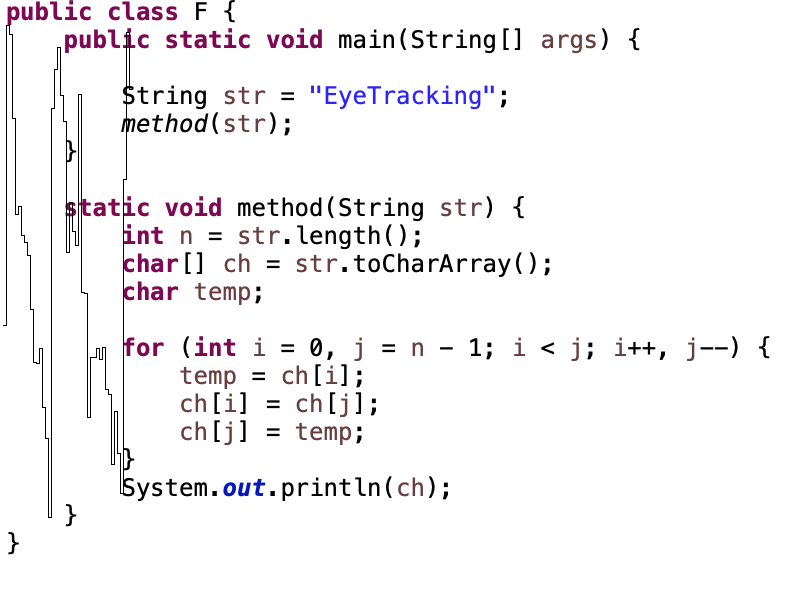 public class F {
public static void main(String[] args) {
String str = "EyeTracking";
method(str);
}
static void method(String str) {
int n = str.length();
char[] ch = str.toCharArray();
char temp;
for (int i = 0, j = n - 1; i < j; i++, j--) {
temp = ch[i];
ch[i] = ch[j];
ch[j] = temp;
}
System.out.println(ch);
}
}